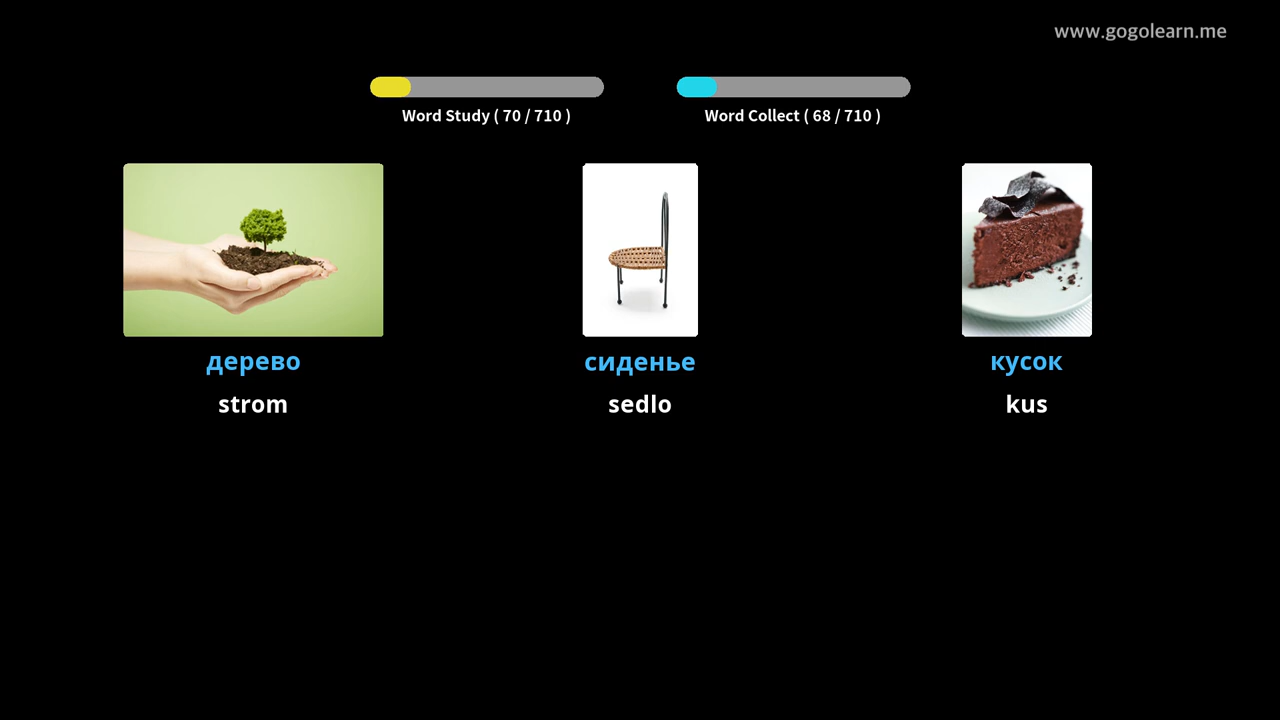 www.gogolearn.me
Word Study ( 70 / 710 )
Word Collect ( 68 / 710 )
дерево
сиденье
кусок
strom
sedlo
kus